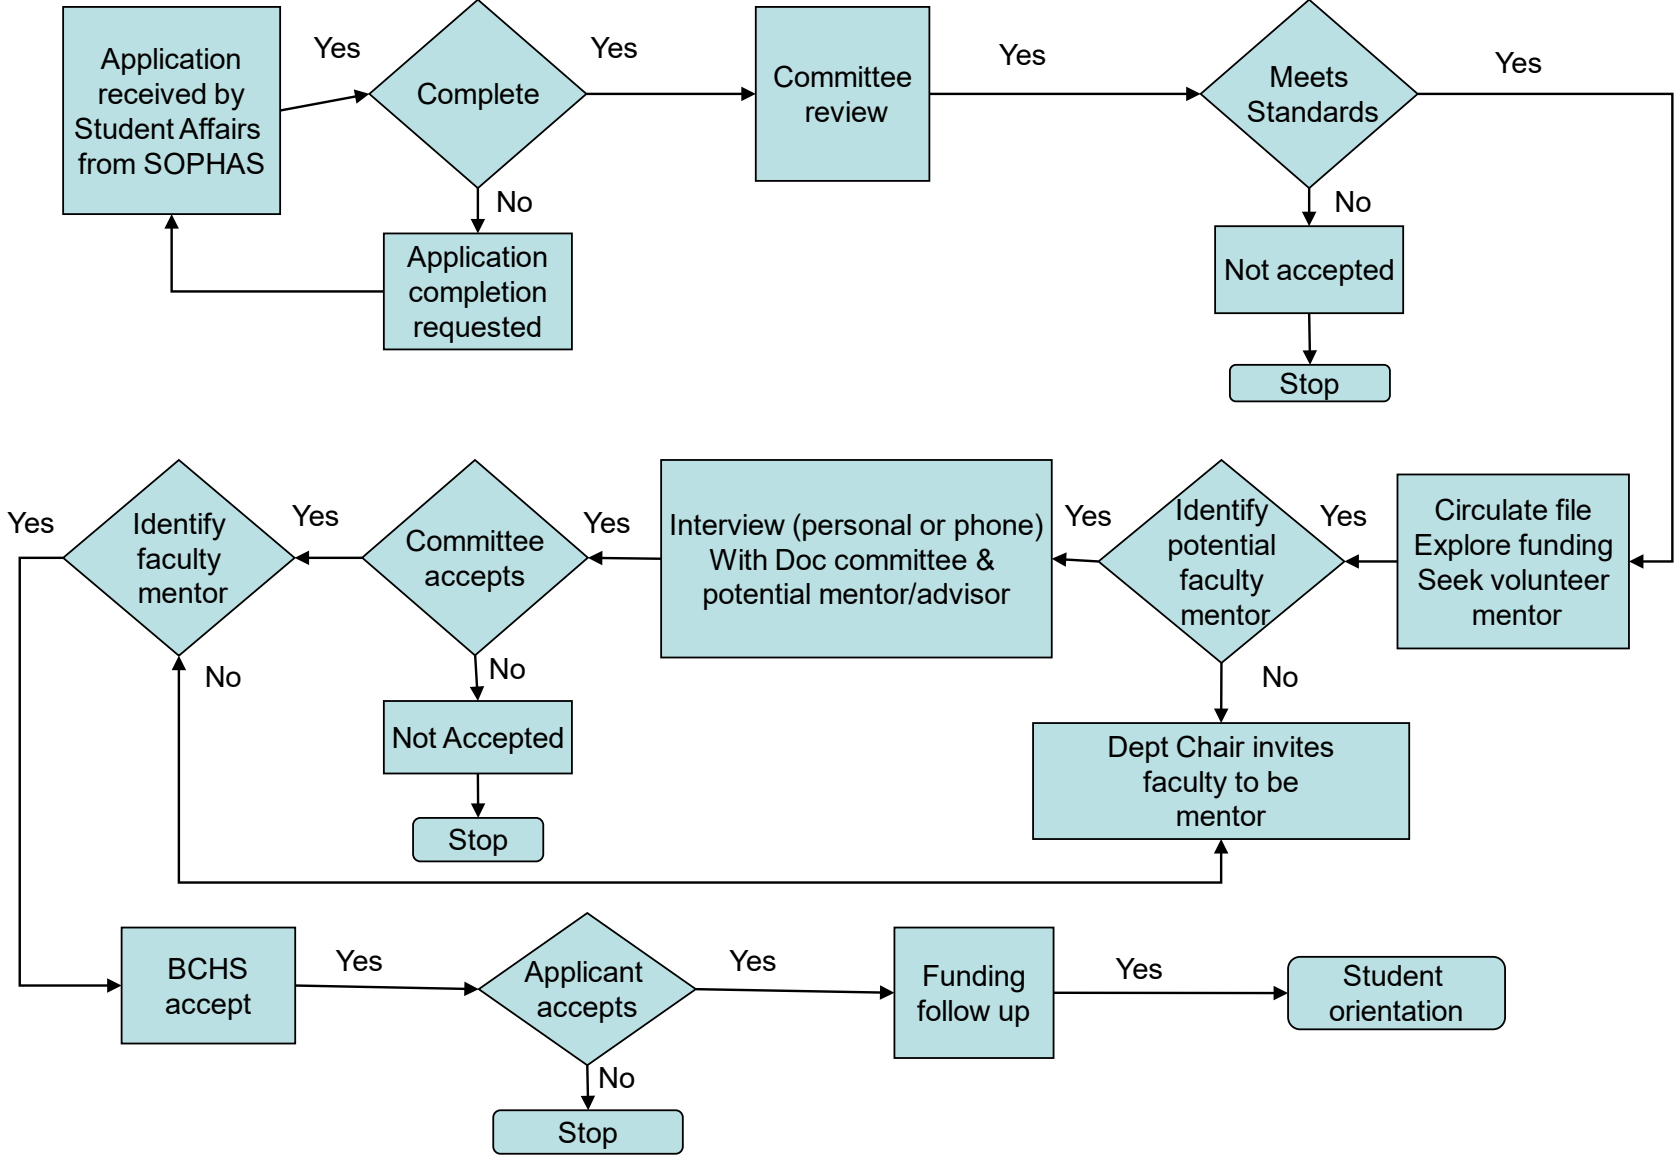 Application
received by
Student Affairs
from SOPHAS
Yes
Complete
Yes
Committee
review
Yes
Meets
Standards
Yes
No
Application
completion
requested
No
Not accepted
Stop
Circulate file
Explore funding
Seek volunteer
mentor
Yes
Identify
potential
faculty
mentor
Yes
Interview (personal or phone)
With Doc committee &
potential mentor/advisor
Yes
Committee
accepts
Yes
Identify
faculty
mentor
Yes
No
No
Not Accepted
Stop
No
Dept Chair invites
faculty to be
mentor
BCHS
accept
Yes
Applicant
accepts
Yes
Funding
follow up
Yes
Student
orientation
No
Stop